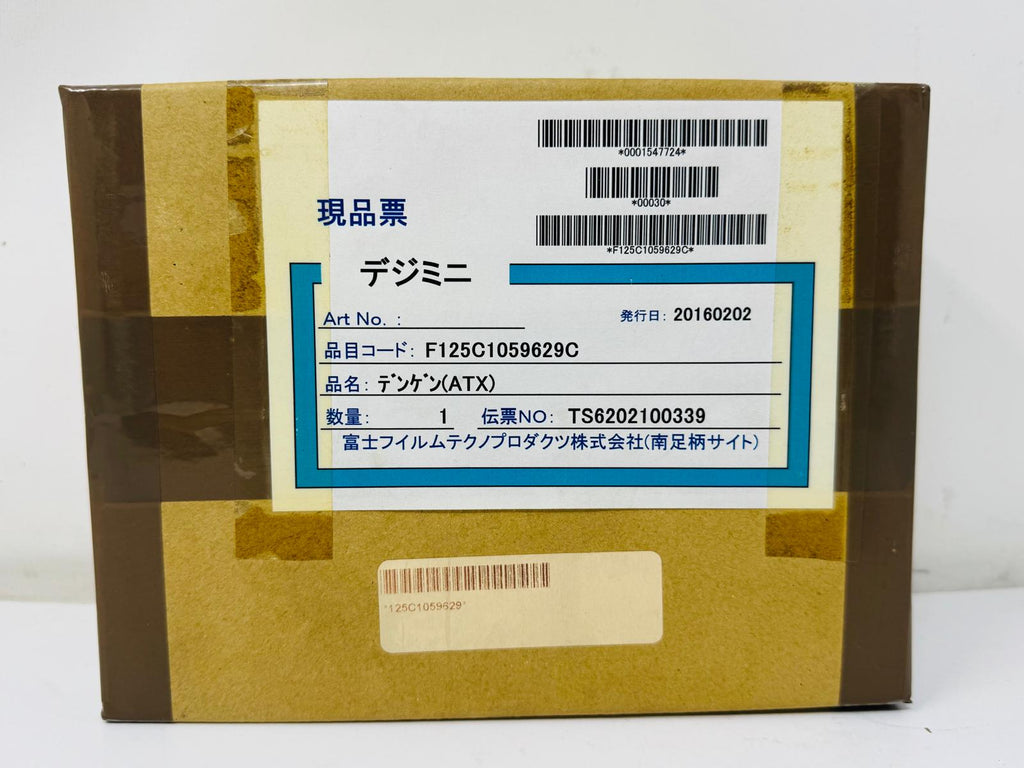 *0001547724*
*00030*
*F125C1059629C*
現品票
デジミニ
Art No. :
発行日: 20160202
品目コード: F125C1059629C
品名: ﾃﾞﾝｹﾞﾝ(ATX)
数量: 1 伝票NO: TS6202100339
富士フイルムテクノプロダクツ株式会社(南足柄サイト)
*125C1059629*